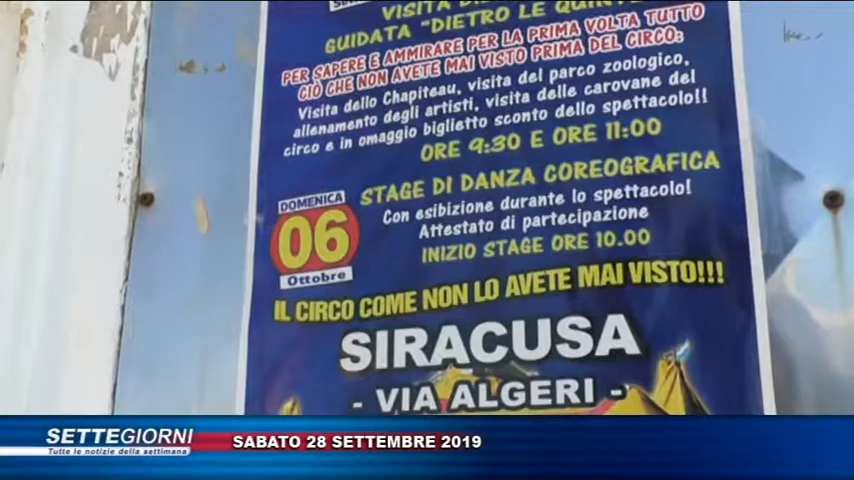 VISITA
GUIDATA "DIETRO LE QUINTE"
PER SAPERE E AMMIRARE PER LA PRIMA VOLTA TUTTO
CIÒ CHE NON AVETE MAI VISTO PRIMA DEL CIRCO:
Visita dello Chapiteau, visita del parco zoologico,
allenamento degli artisti, visita delle carovane del
circo e in omaggio biglietto sconto dello spettacolo!!
ORE 9:30 E ORE 11:00
DOMENICA
06
Ottobre
STAGE DI DANZA COREOGRAFICA
Con esibizione durante lo spettacolo!
Attestato di partecipazione
INIZIO STAGE ORE 10.00
IL CIRCO COME NON LO AVETE MAI VISTO!!!
SIRACUSA
- VIA ALGERI -
SETTEGIORNI
Tutte le notizie della settimana
SABATO 28 SETTEMBRE 2019